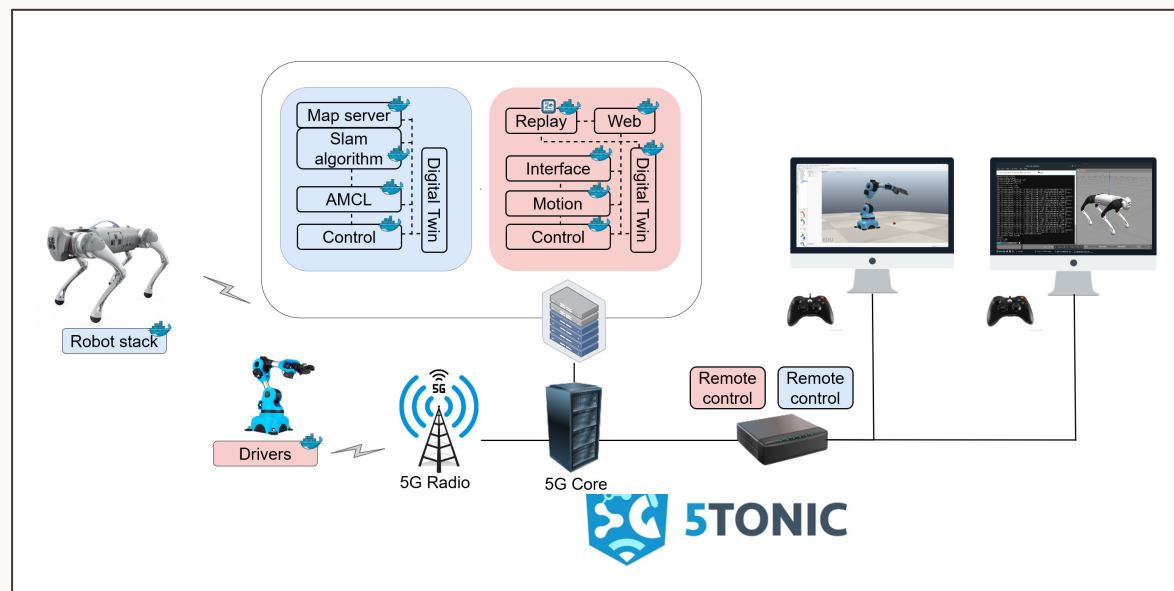 Map server
Slam
algorithm
AMCL
Control
Digital Twin
Replay
Web
Interface
Motion
Control
Digital Twin
Robot stack
Drivers
5G
5G Radio
5G Core
Remote
control
Remote
control
5TONIC